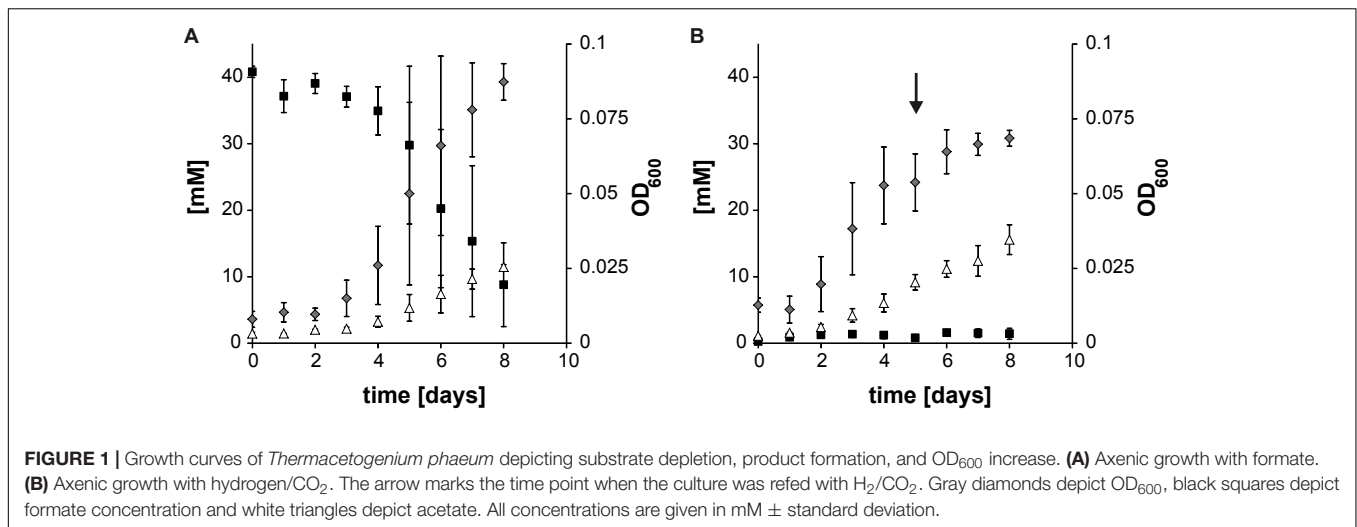 A
B
40
30
20
10
0
[mM]
0.1
0.075
0.05
0.025
0
OD600
0 2 4 6 8 10
time [days]
40
30
20
10
0
[mM]
0.1
0.075
0.05
0.025
0
OD600
0 2 4 6 8 10
time [days]
FIGURE 1 | Growth curves of Thermacetogenium phaeum depicting substrate depletion, product formation, and OD600 increase. (A) Axenic growth with formate.
(B) Axenic growth with hydrogen/CO2. The arrow marks the time point when the culture was refed with H2/CO2. Gray diamonds depict OD600, black squares depict
formate concentration and white triangles depict acetate. All concentrations are given in mM ± standard deviation.